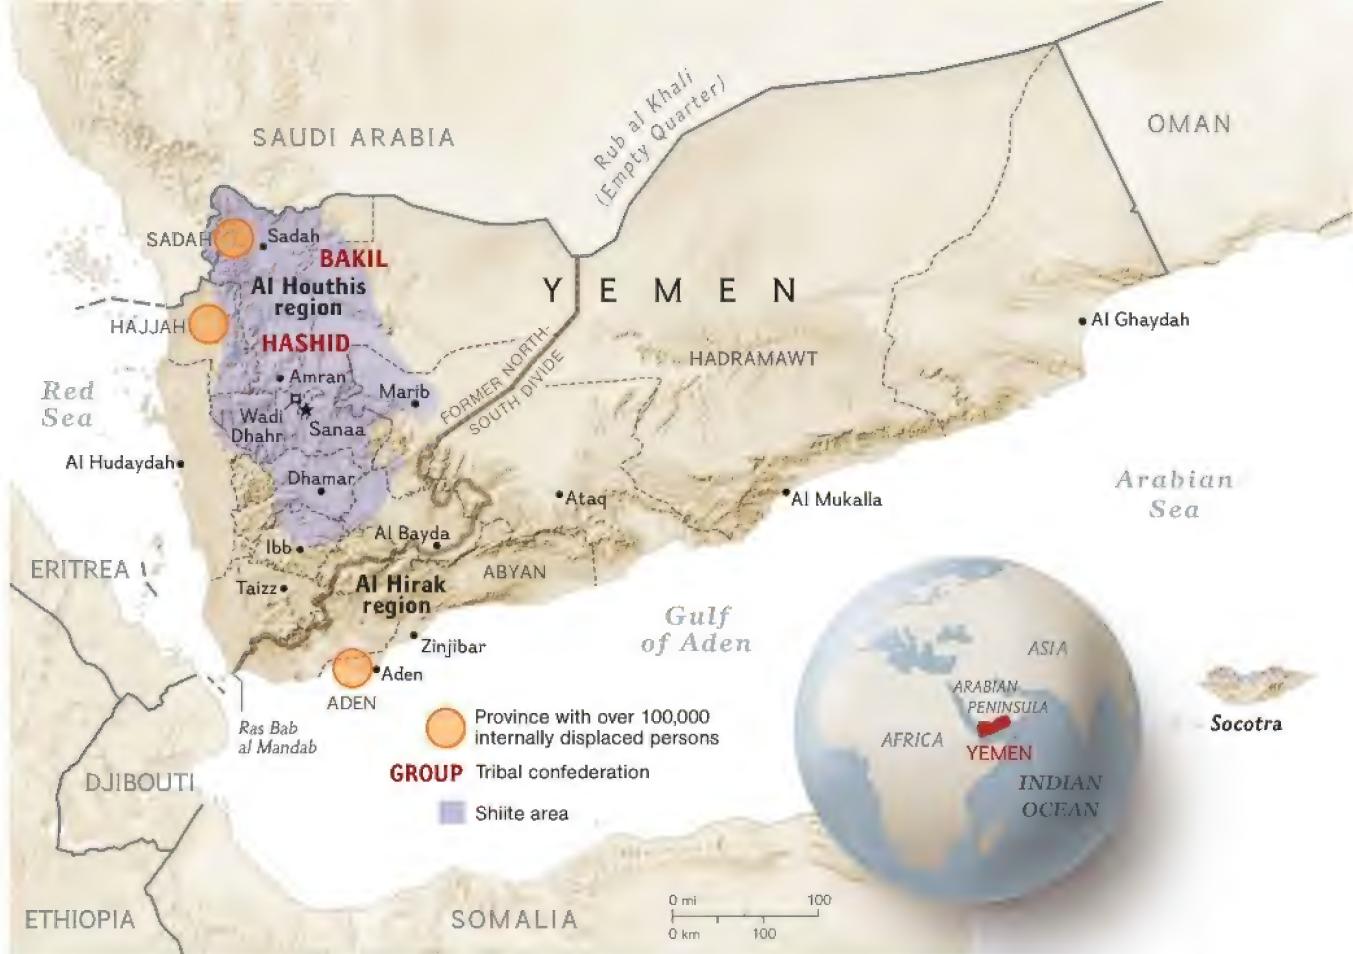 SAUDI ARABIA
Rub al Khali
(Empty Quarter)
OMAN
SADAH
Sadah
BAKIL
Al Houthis
region
YEMEN
HAJJAH
HASHID
Al Ghaydah
HADRAMAWT
FORMER NORTH-
SOUTH DIVIDE
Amran
Marib
Red
Sea
Wadi
Dhahr
Sanaa
Al Hudaydah
Dhamar
Ataq
Al Mukalla
Arabian
Sea
Ibb
Al Bayda
ERITREA
Taizz
Al Hirak
region
ABYAN
Gulf
of Aden
Zinjibar
Aden
ADEN
Ras Bab
al Mandab
DJIBOUTI
ETHIOPIA
SOMALIA
Province with over 100,000
internally displaced persons
GROUP Tribal confederation
Shiite area
0 mi 100
0 km 100
ASIA
ARABIAN
PENINSULA
AFRICA
YEMEN
INDIAN
OCEAN
Socotra